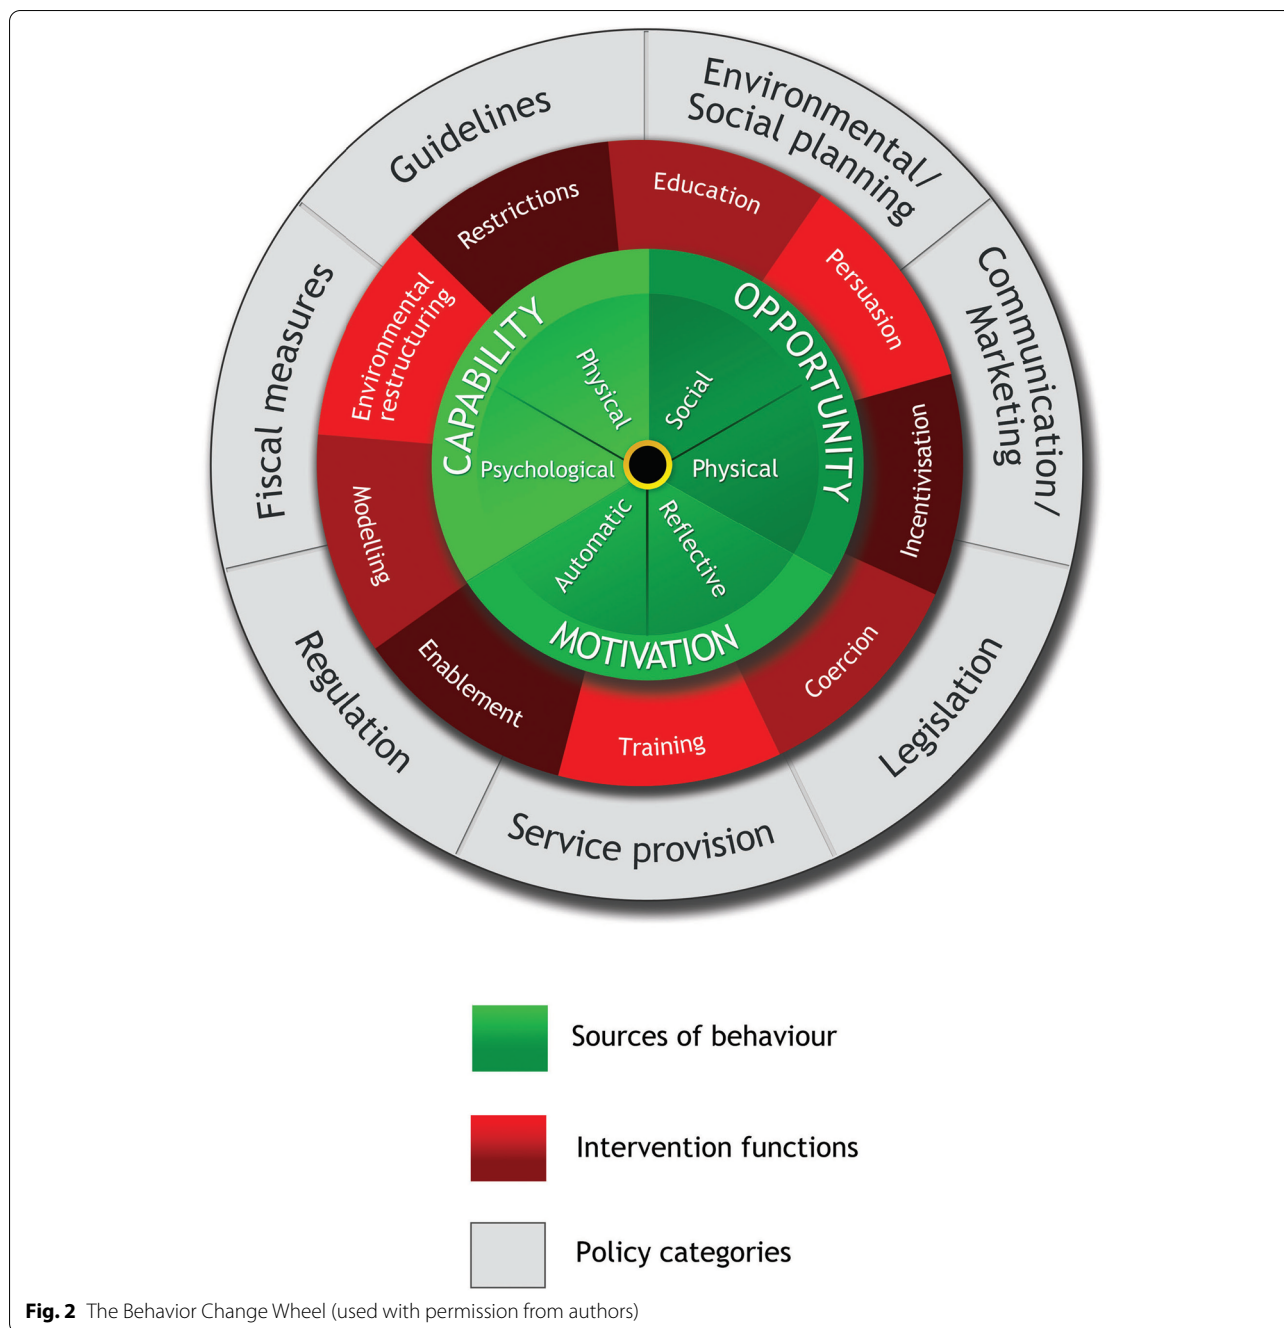 Guidelines
Environmental/
Social planning
Communication/
Marketing
Legislation
Service provision
Regulation
Fiscal measures
Restrictions
Education
Persuasion
Incentivisation
Coercion
Training
Enablement
Modelling
Environmental
restructuring
CAPABILITY
OPPORTUNITY
MOTIVATION
Physical
Social
Psychological
Physical
Automatic
Reflective
Sources of behaviour
Intervention functions
Policy categories
Fig. 2 The Behavior Change Wheel (used with permission from authors)